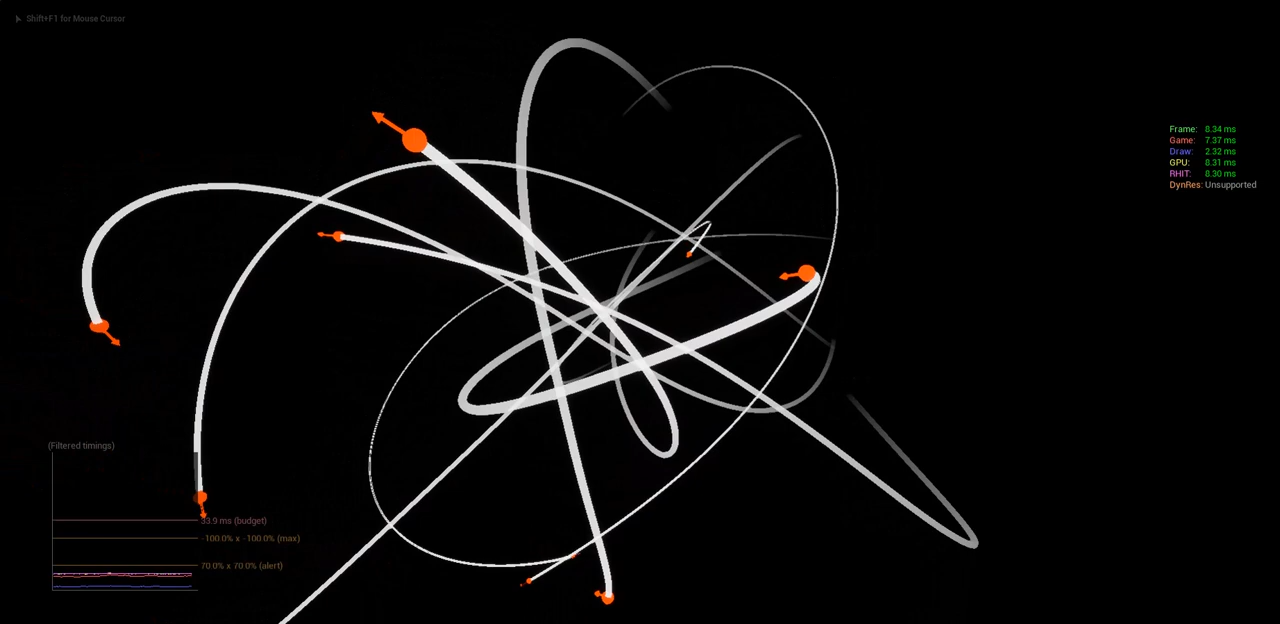 Shift+F1 for Mouse Cursor
Frame: 8.34 ms
Game: 7.37 ms
Draw: 2.32 ms
GPU: 8.31 ms
RHIT: 8.30 ms
DynRes: Unsupported
(Filtered timings)
33.9 ms (budget)
-100.0% x -100.0% (max)
70.0% x 70.0% (alert)